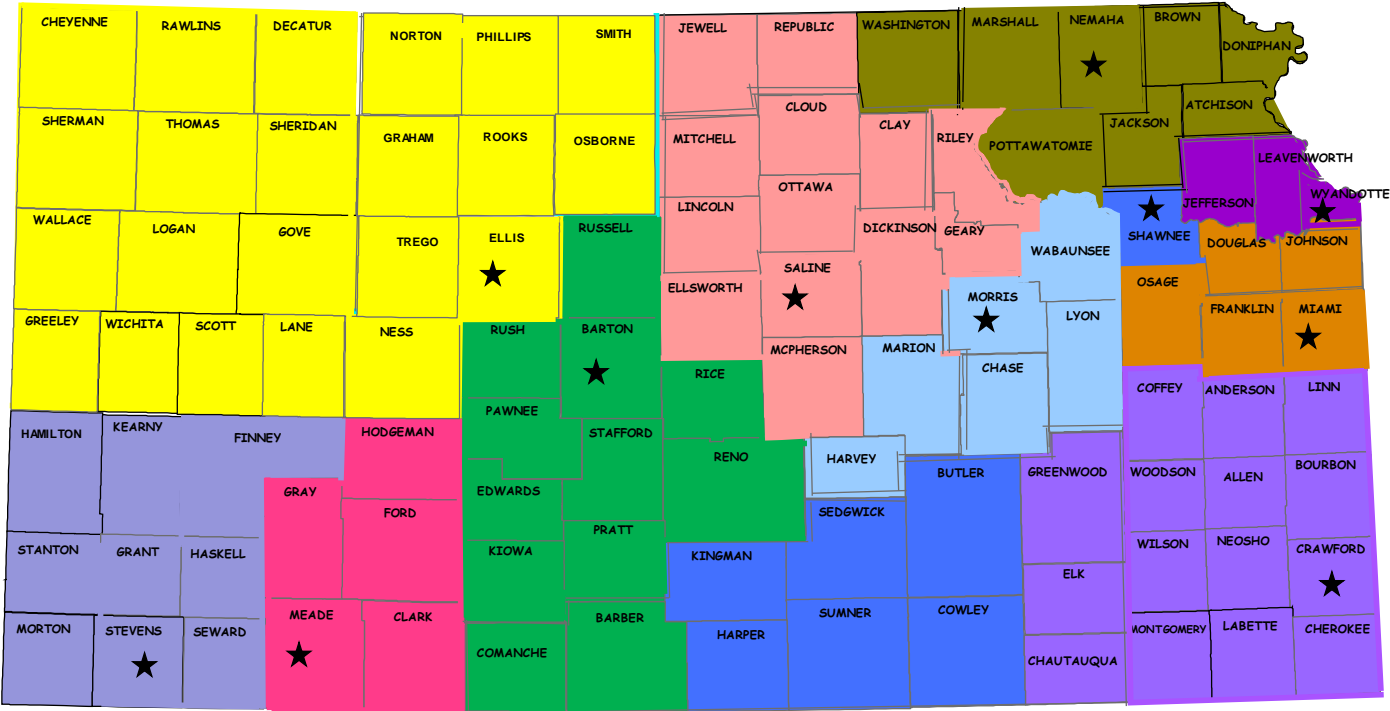 CHEYENNE
RAWLINS
DECATUR
NORTON
PHILLIPS
SMITH
JEWELL
REPUBLIC
WASHINGTON
MARSHALL
NEMAHA
BROWN
DONIPHAN
SHERMAN
THOMAS
SHERIDAN
GRAHAM
ROOKS
OSBORNE
MITCHELL
CLOUD
CLAY
RILEY
POTTAWATOMIE
JACKSON
ATCHISON
LEAVENWORTH
WYANDOTTE
JEFFERSON
WALLACE
LOGAN
GOVE
TREGO
ELLIS
RUSSELL
LINCOLN
OTTAWA
DICKINSON
GEARY
WABAUNSEE
SHAWNEE
DOUGLAS
JOHNSON
GREELEY
WICHITA
SCOTT
LANE
NESS
RUSH
BARTON
ELLSWORTH
SALINE
MORRIS
LYON
OSAGE
FRANKLIN
MIAMI
MCPHERSON
MARION
CHASE
RICE
COFFEY
ANDERSON
LINN
HAMILTON
KEARNY
FINNEY
HODGEMAN
PAWNEE
STAFFORD
RENO
HARVEY
BUTLER
GREENWOOD
WOODSON
ALLEN
BOURBON
GRAY
FORD
EDWARDS
PRATT
SEDGWICK
STANTON
GRANT
HASKELL
KIOWA
KINGMAN
ELK
WILSON
NEOSHO
CRAWFORD
MORTON
STEVENS
SEWARD
MEADE
CLARK
COMANCHE
BARBER
HARPER
SUMNER
COWLEY
CHAUTAUQUA
MONTGOMERY
LABETTE
CHEROKEE